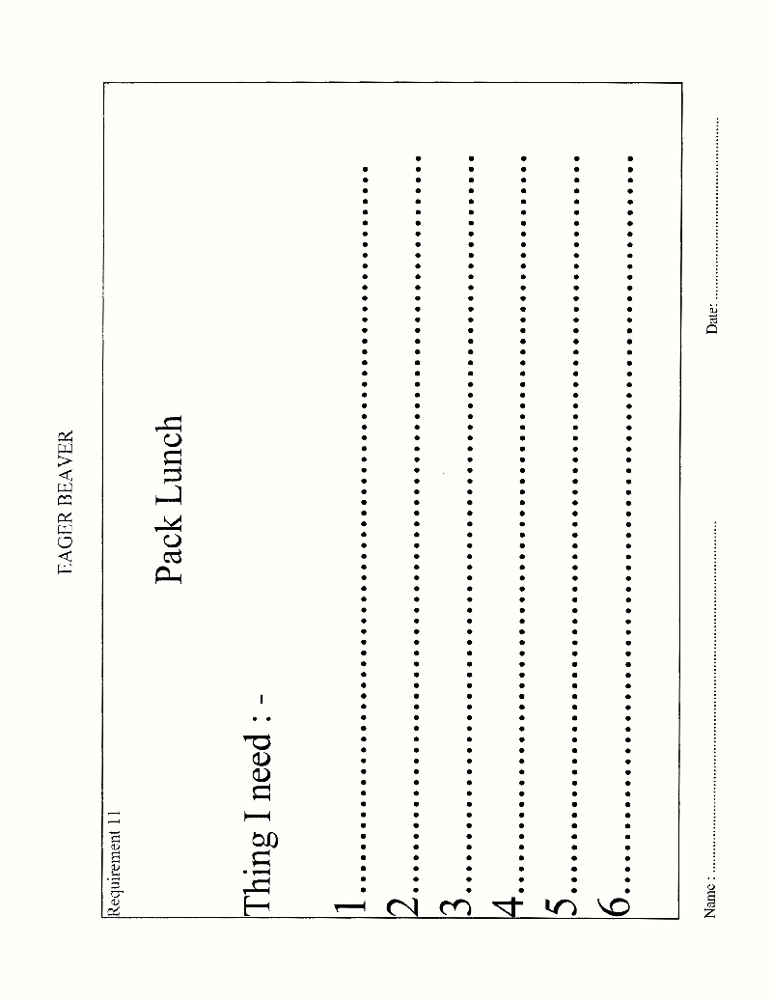 EAGER BEAVER
Requirement 11
Pack Lunch
Thing I need : -
1......................................................................
2......................................................................
3......................................................................
4......................................................................
5......................................................................
6......................................................................
Name : ........................................................ Date: ............................